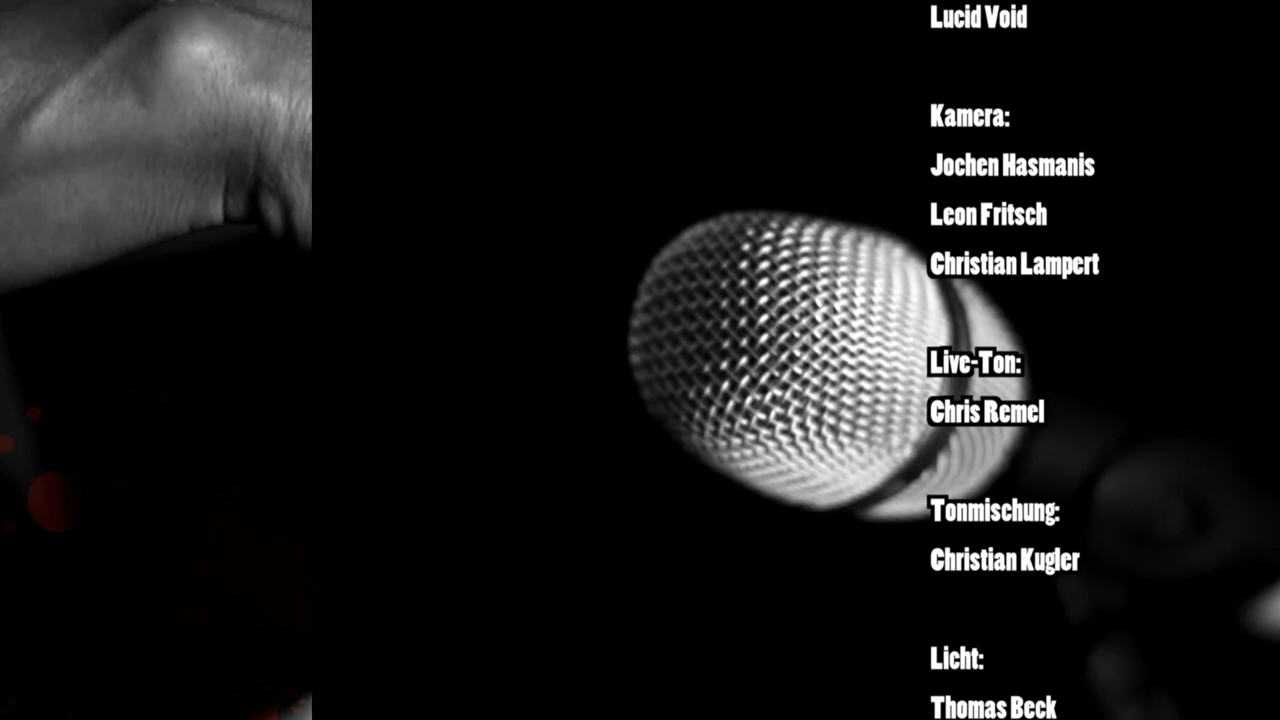 Lucid Void
Kamera:
Jochen Hasmanis
Leon Fritsch
Christian Lampert
Live-Ton:
Chris Remel
Tonmischung:
Christian Kugler
Licht:
Thomas Beck